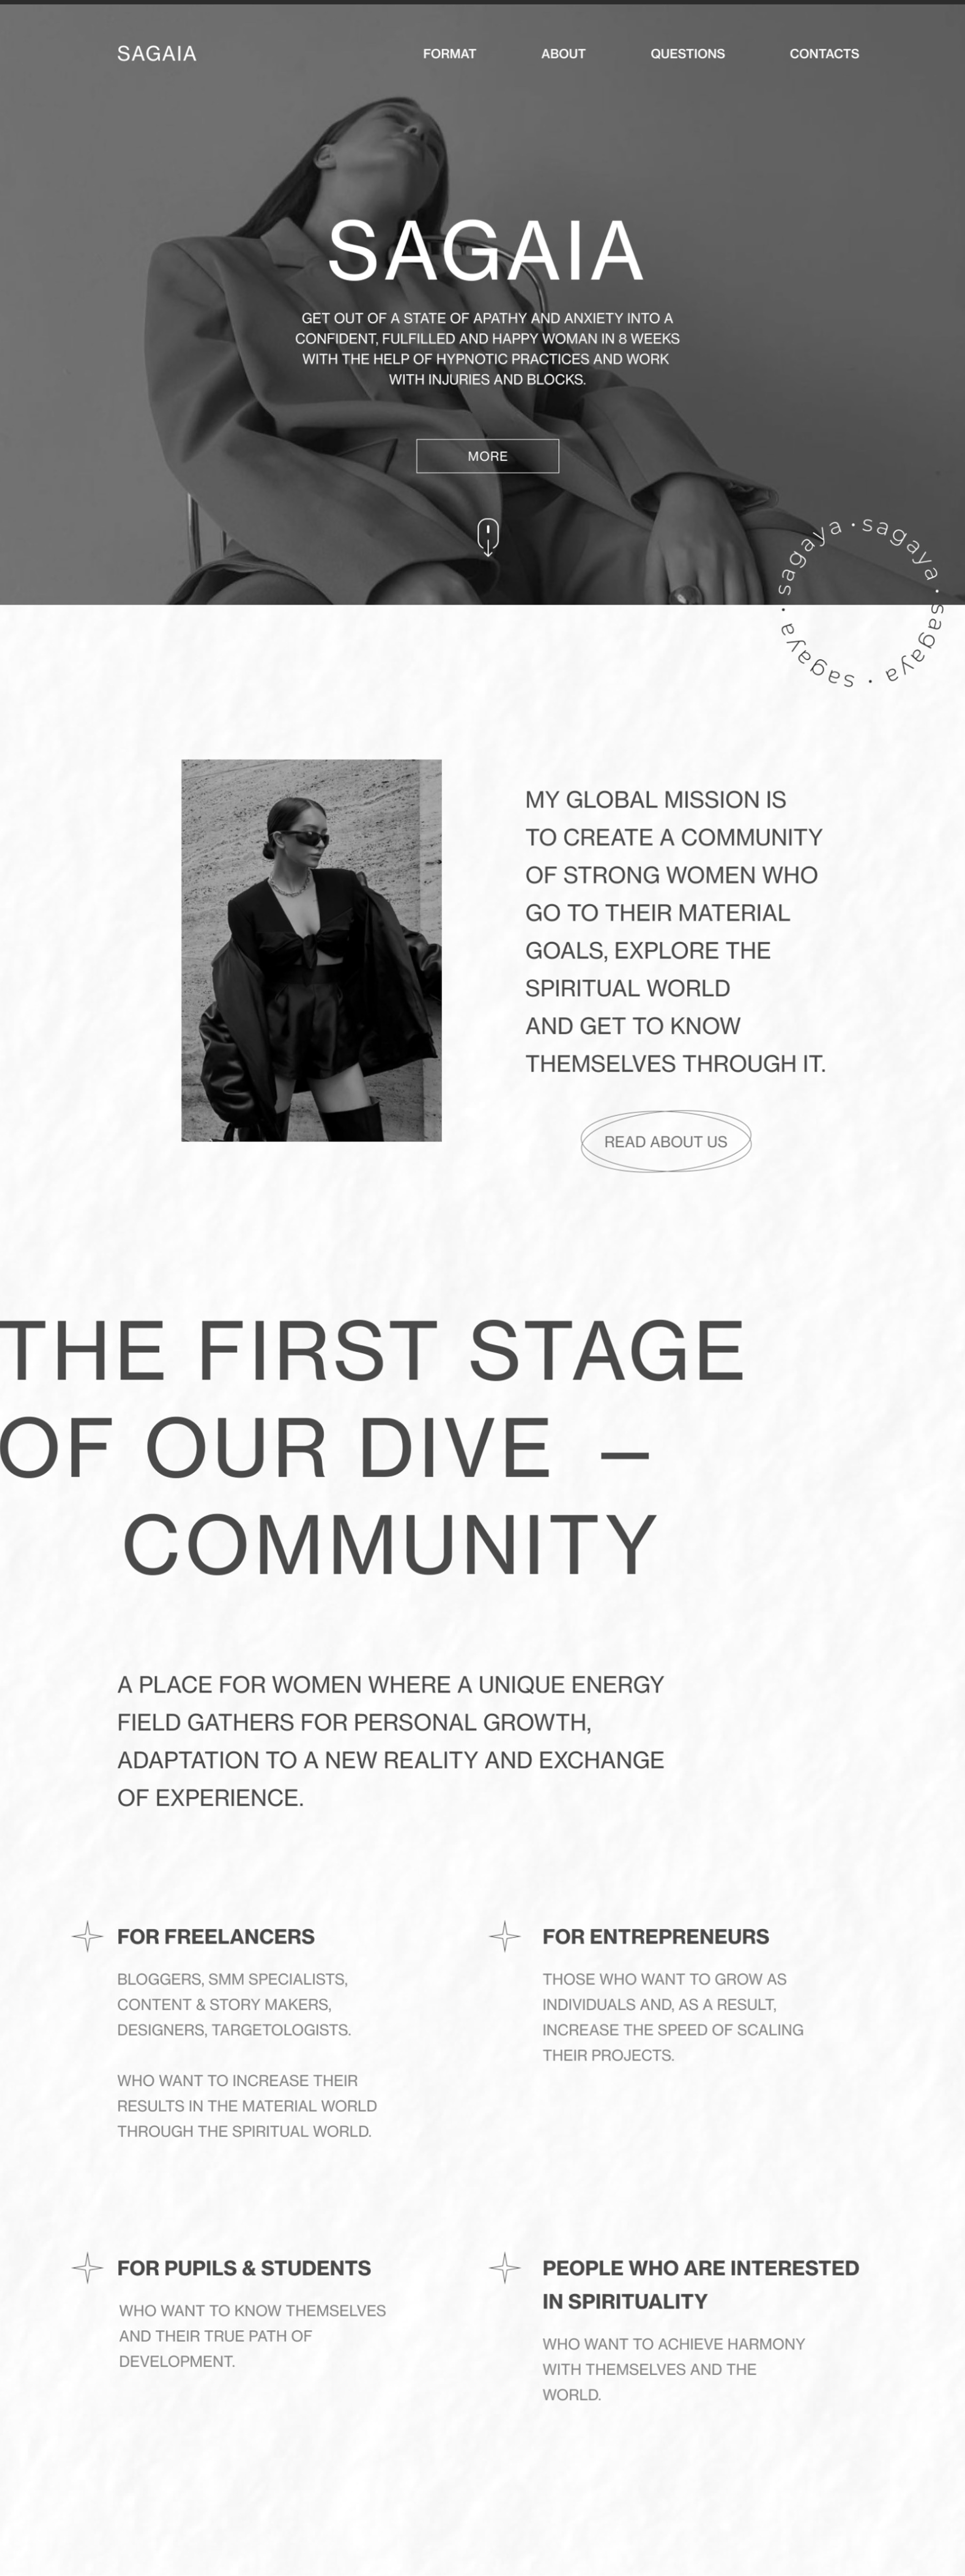 SAGAIA
FORMAT
ABOUT
QUESTIONS
CONTACTS
SAGAIA
GET OUT OF A STATE OF APATHY AND ANXIETY INTO A
CONFIDENT, FULFILLED AND HAPPY WOMAN IN 8 WEEKS
WITH THE HELP OF HYPNOTIC PRACTICES AND WORK
WITH INJURIES AND BLOCKS.
MORE
sagaya · sagaya · sagaya · sagaya ·
MY GLOBAL MISSION IS
TO CREATE A COMMUNITY
OF STRONG WOMEN WHO
GO TO THEIR MATERIAL
GOALS, EXPLORE THE
SPIRITUAL WORLD
AND GET TO KNOW
THEMSELVES THROUGH IT.
READ ABOUT US
THE FIRST STAGE
OF OUR DIVE –
COMMUNITY
A PLACE FOR WOMEN WHERE A UNIQUE ENERGY
FIELD GATHERS FOR PERSONAL GROWTH,
ADAPTATION TO A NEW REALITY AND EXCHANGE
OF EXPERIENCE.
FOR FREELANCERS
BLOGGERS, SMM SPECIALISTS,
CONTENT & STORY MAKERS,
DESIGNERS, TARGETOLOGISTS.
WHO WANT TO INCREASE THEIR
RESULTS IN THE MATERIAL WORLD
THROUGH THE SPIRITUAL WORLD.
FOR ENTREPRENEURS
THOSE WHO WANT TO GROW AS
INDIVIDUALS AND, AS A RESULT,
INCREASE THE SPEED OF SCALING
THEIR PROJECTS.
FOR PUPILS & STUDENTS
WHO WANT TO KNOW THEMSELVES
AND THEIR TRUE PATH OF
DEVELOPMENT.
PEOPLE WHO ARE INTERESTED
IN SPIRITUALITY
WHO WANT TO ACHIEVE HARMONY
WITH THEMSELVES AND THE
WORLD.